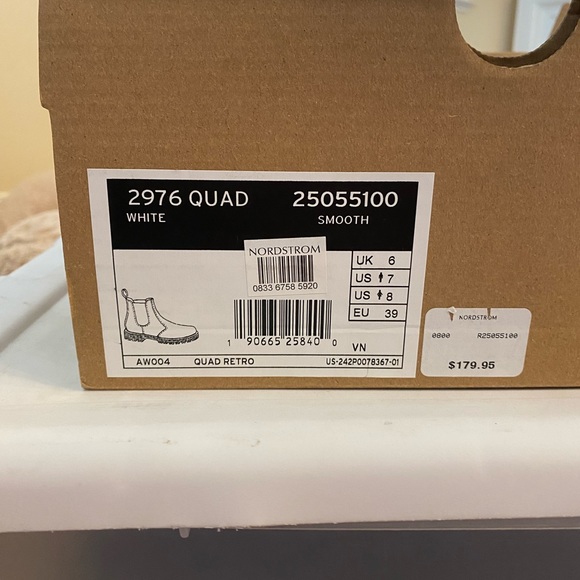 2976 QUAD 25055100
WHITE SMOOTH
NORDSTROM
0833 6758 5920
UK 6
US 7
US 8
EU 39
1 90665 25840 0
VN
AW004 QUAD RETRO US-242P0078367-01
NORDSTROM
0800 R25055100
$179.95